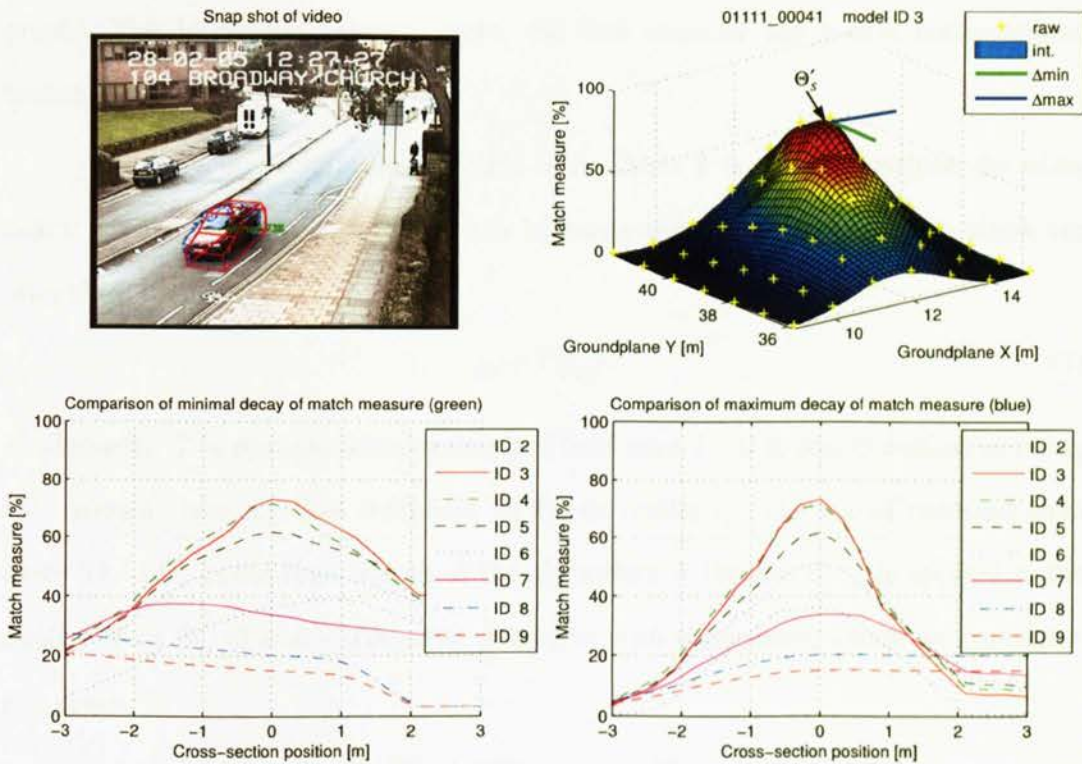 Snap shot of video
28-02-05 12:27:27
104 BROADWAY/CHURCH
01111_00041 model ID 3
raw
int.
Δmin
Δmax
Θ's
Match measure [%]
100
50
0
40
38
36
10
12
14
Groundplane Y [m]
Groundplane X [m]
Comparison of minimal decay of match measure (green)
Match measure [%]
100
80
60
40
20
0
-3
-2
-1
0
1
2
3
Cross-section position [m]
ID 2
ID 3
ID 4
ID 5
ID 6
ID 7
ID 8
ID 9
Comparison of maximum decay of match measure (blue)
Match measure [%]
100
80
60
40
20
0
-3
-2
-1
0
1
2
3
Cross-section position [m]
ID 2
ID 3
ID 4
ID 5
ID 6
ID 7
ID 8
ID 9